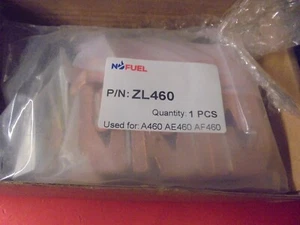 NOFUEL
P/N: ZL460
Quantity: 1 PCS
Used for: A460 AE460 AF460